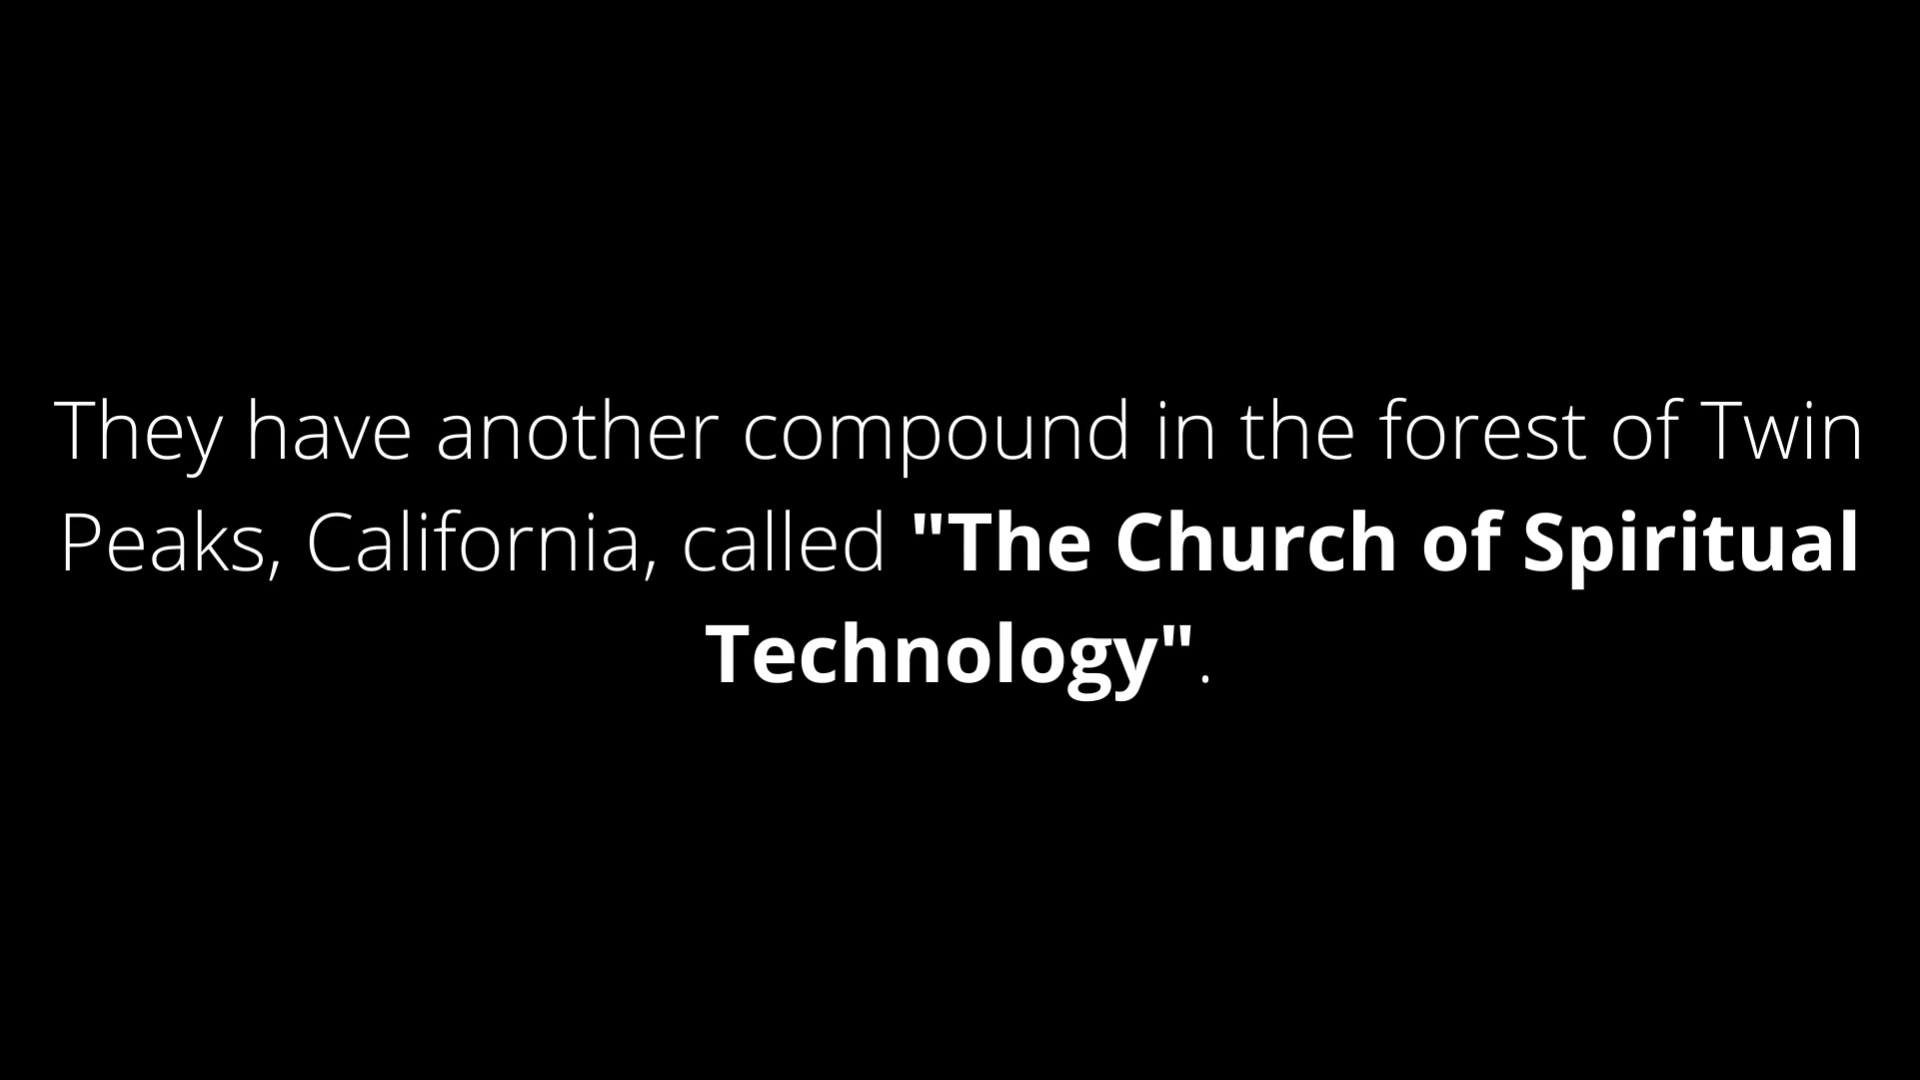 They have another compound in the forest of Twin
Peaks, California, called "The Church of Spiritual
Technology".